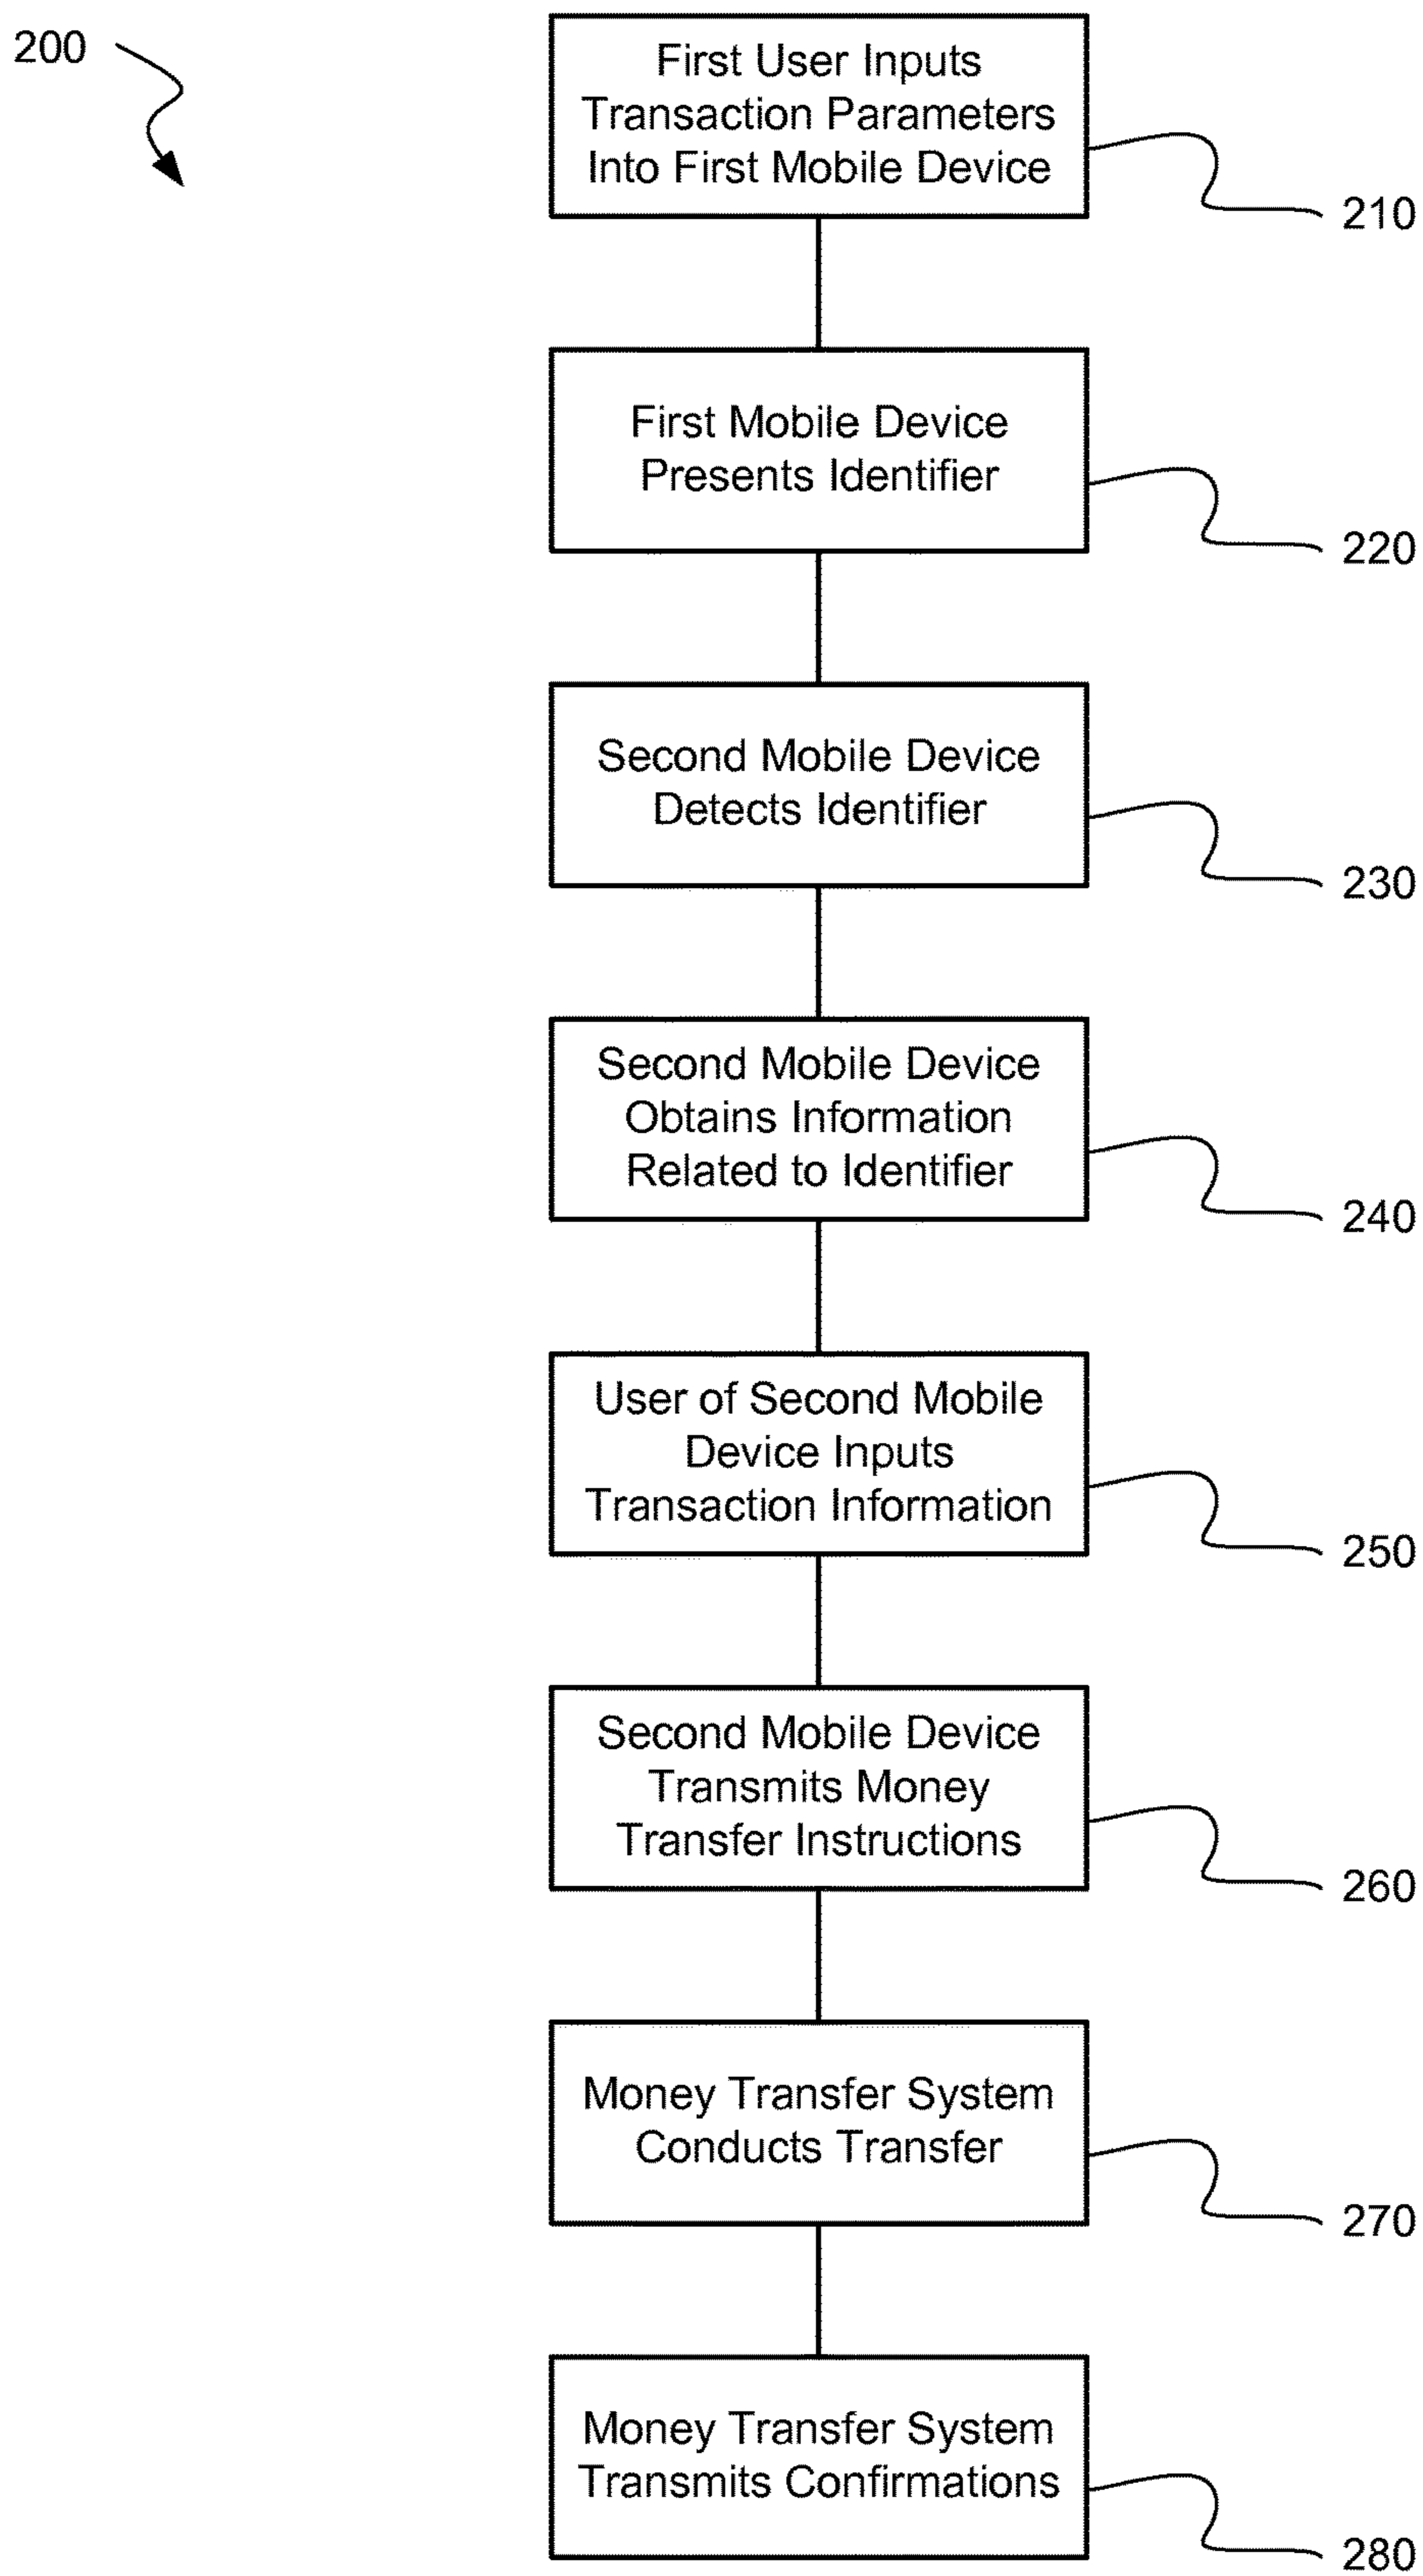 200
First User Inputs
Transaction Parameters
Into First Mobile Device
210
First Mobile Device
Presents Identifier
220
Second Mobile Device
Detects Identifier
230
Second Mobile Device
Obtains Information
Related to Identifier
240
User of Second Mobile
Device Inputs
Transaction Information
250
Second Mobile Device
Transmits Money
Transfer Instructions
260
Money Transfer System
Conducts Transfer
270
Money Transfer System
Transmits Confirmations
280